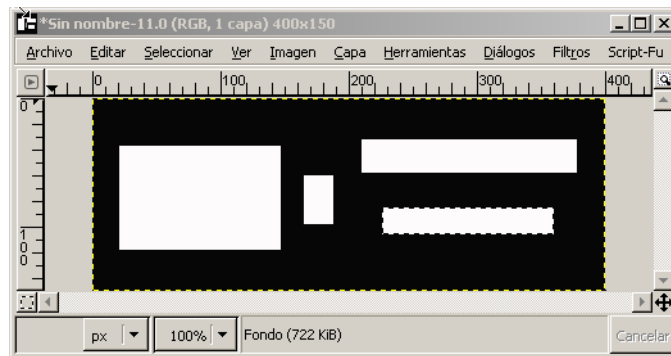 *Sin nombre-11.0 (RGB, 1 capa) 400x150
Archivo Editar Seleccionar Ver Imagen Capa Herramientas Diálogos Filtros Script-Fu
0 100 200 300 400
0
100
px 100% Fondo (722 KiB) Cancelar